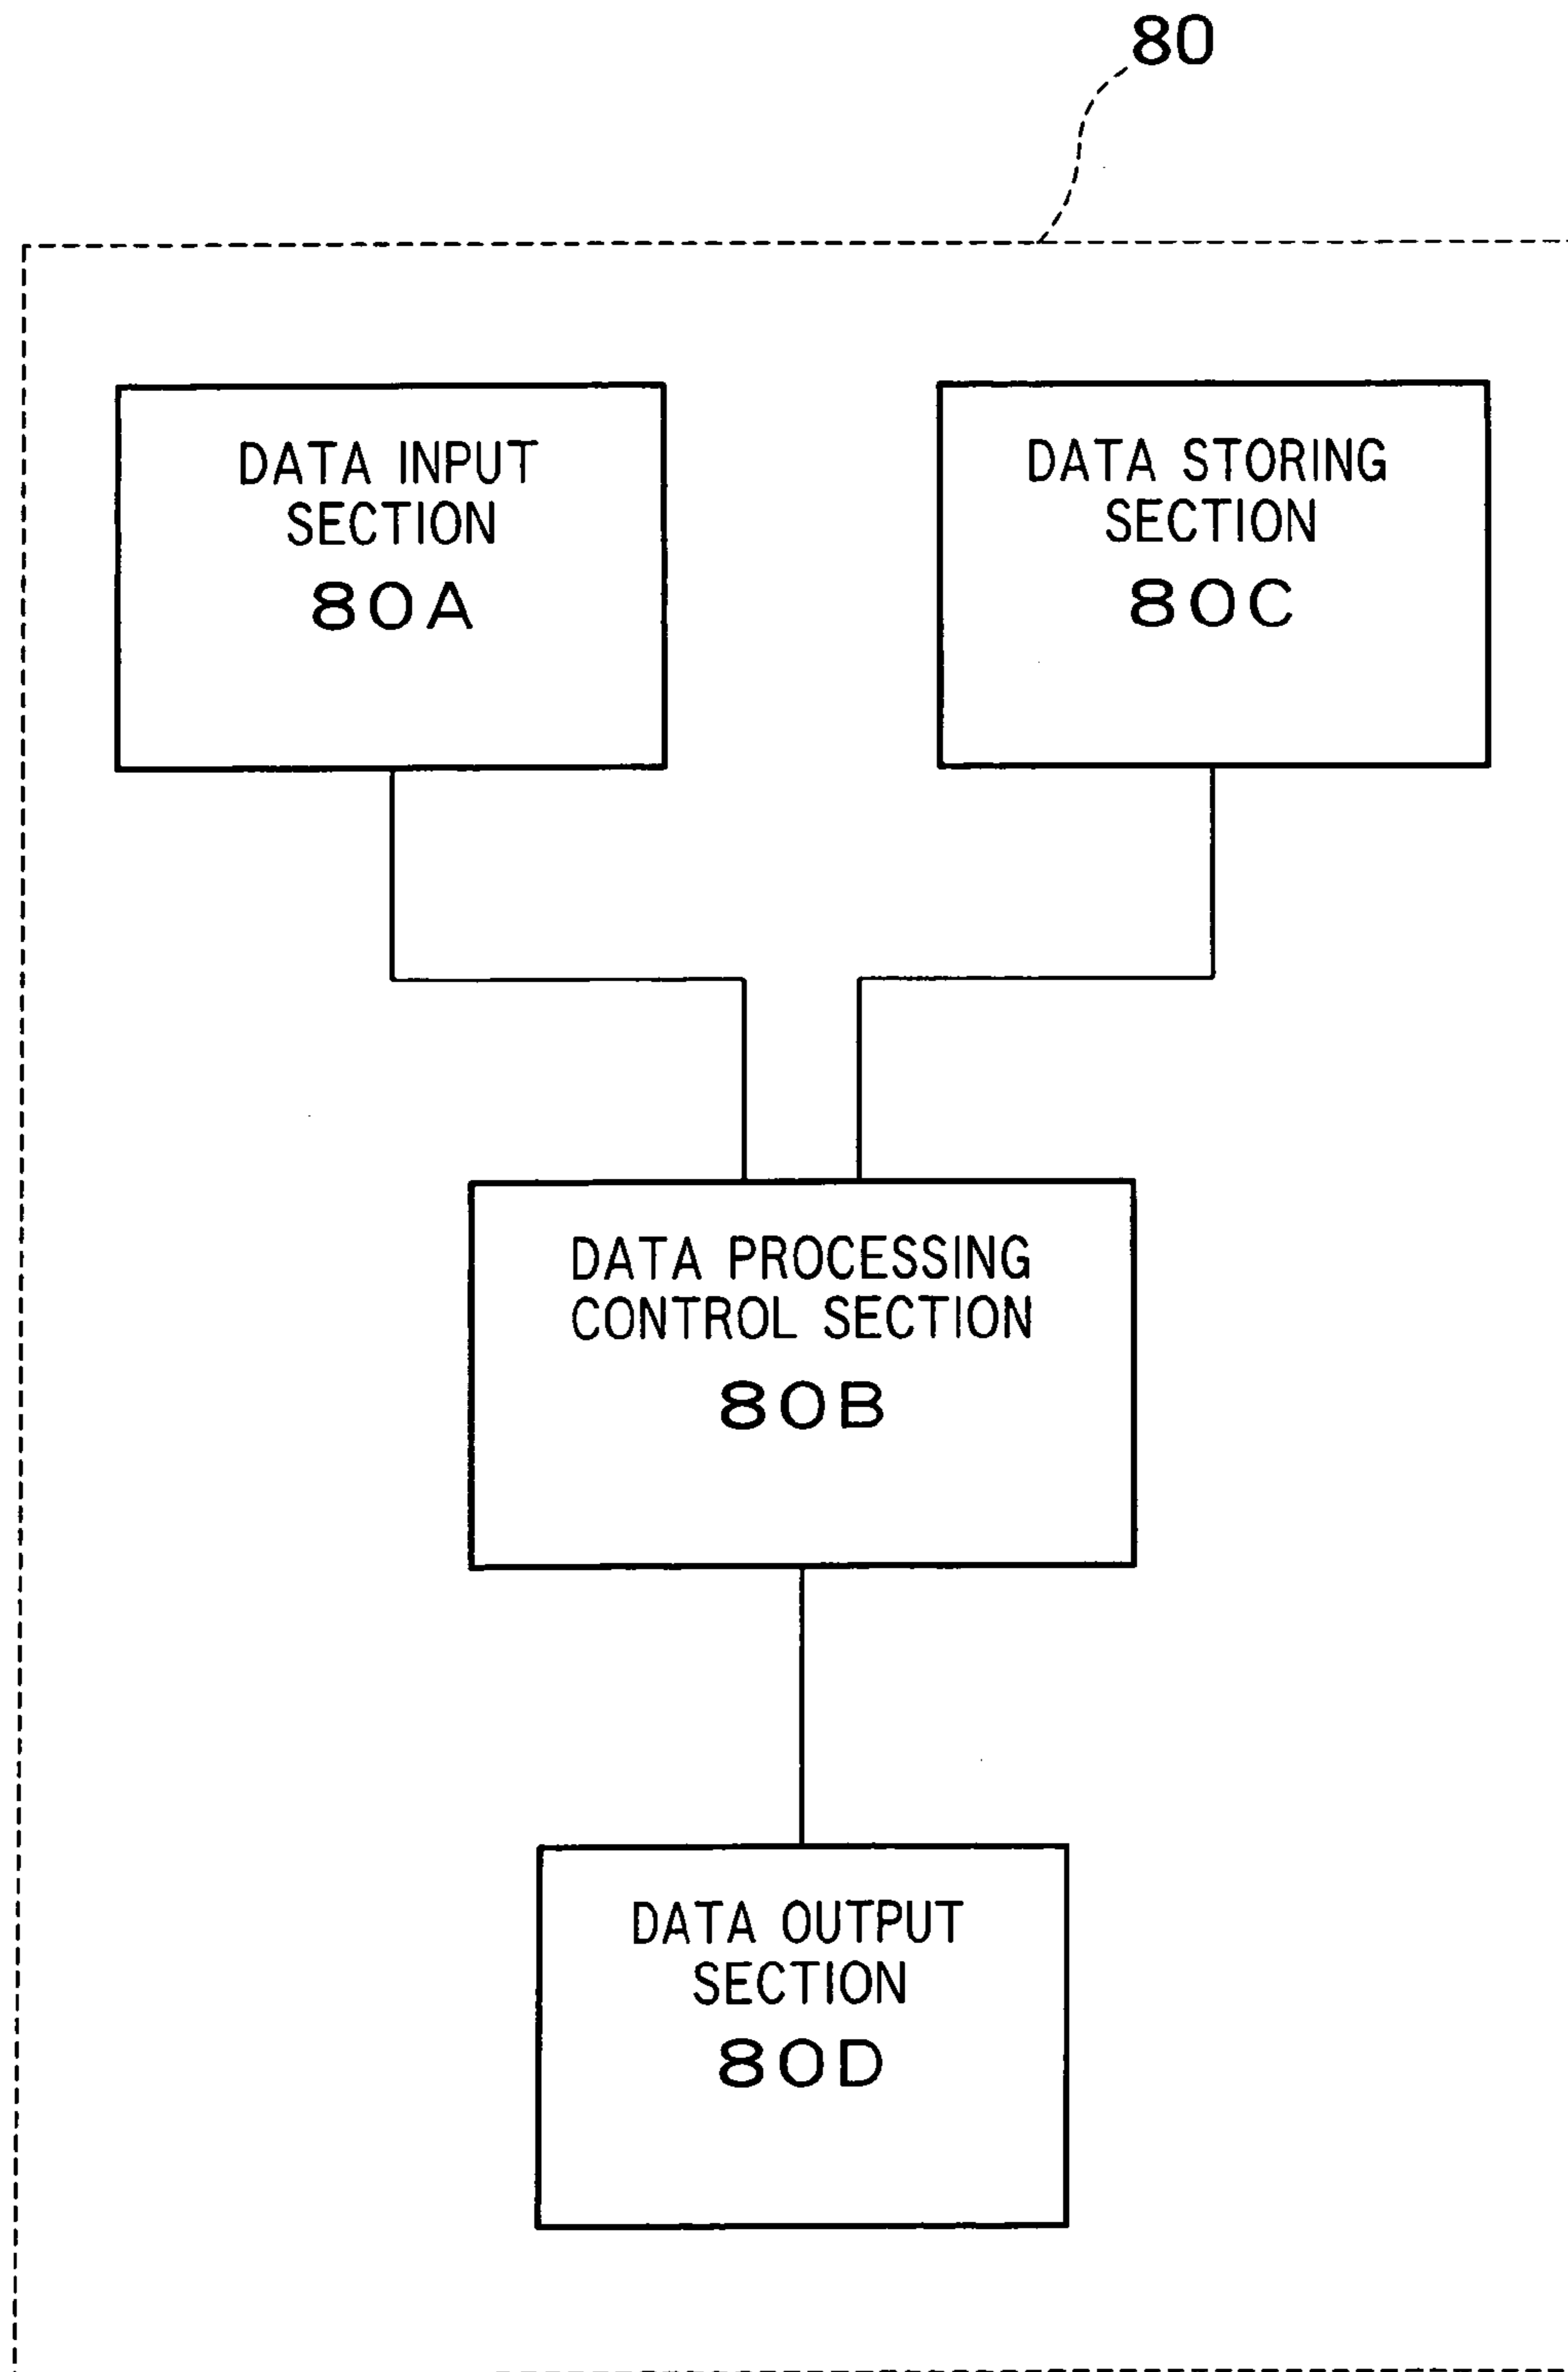 80
DATA INPUT
SECTION
80A
DATA STORING
SECTION
80C
DATA PROCESSING
CONTROL SECTION
80B
DATA OUTPUT
SECTION
80D